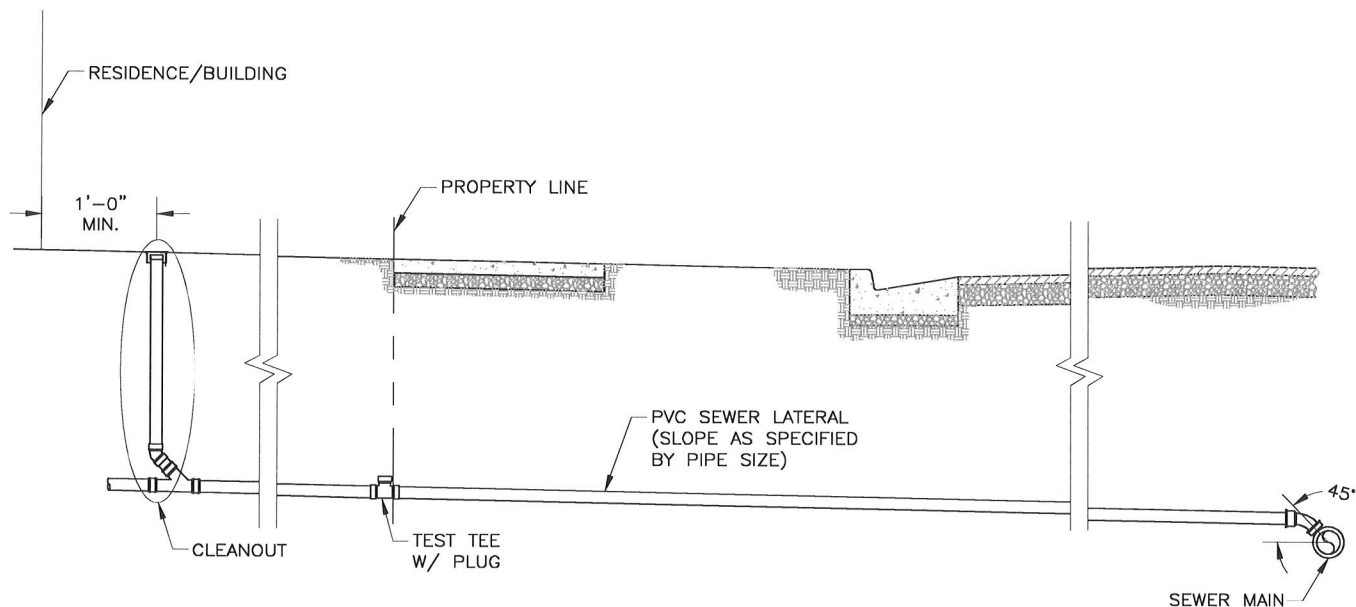 RESIDENCE/BUILDING
1'-0"
MIN.
PROPERTY LINE
PVC SEWER LATERAL
(SLOPE AS SPECIFIED
BY PIPE SIZE)
45°
CLEANOUT
TEST TEE
W/ PLUG
SEWER MAIN